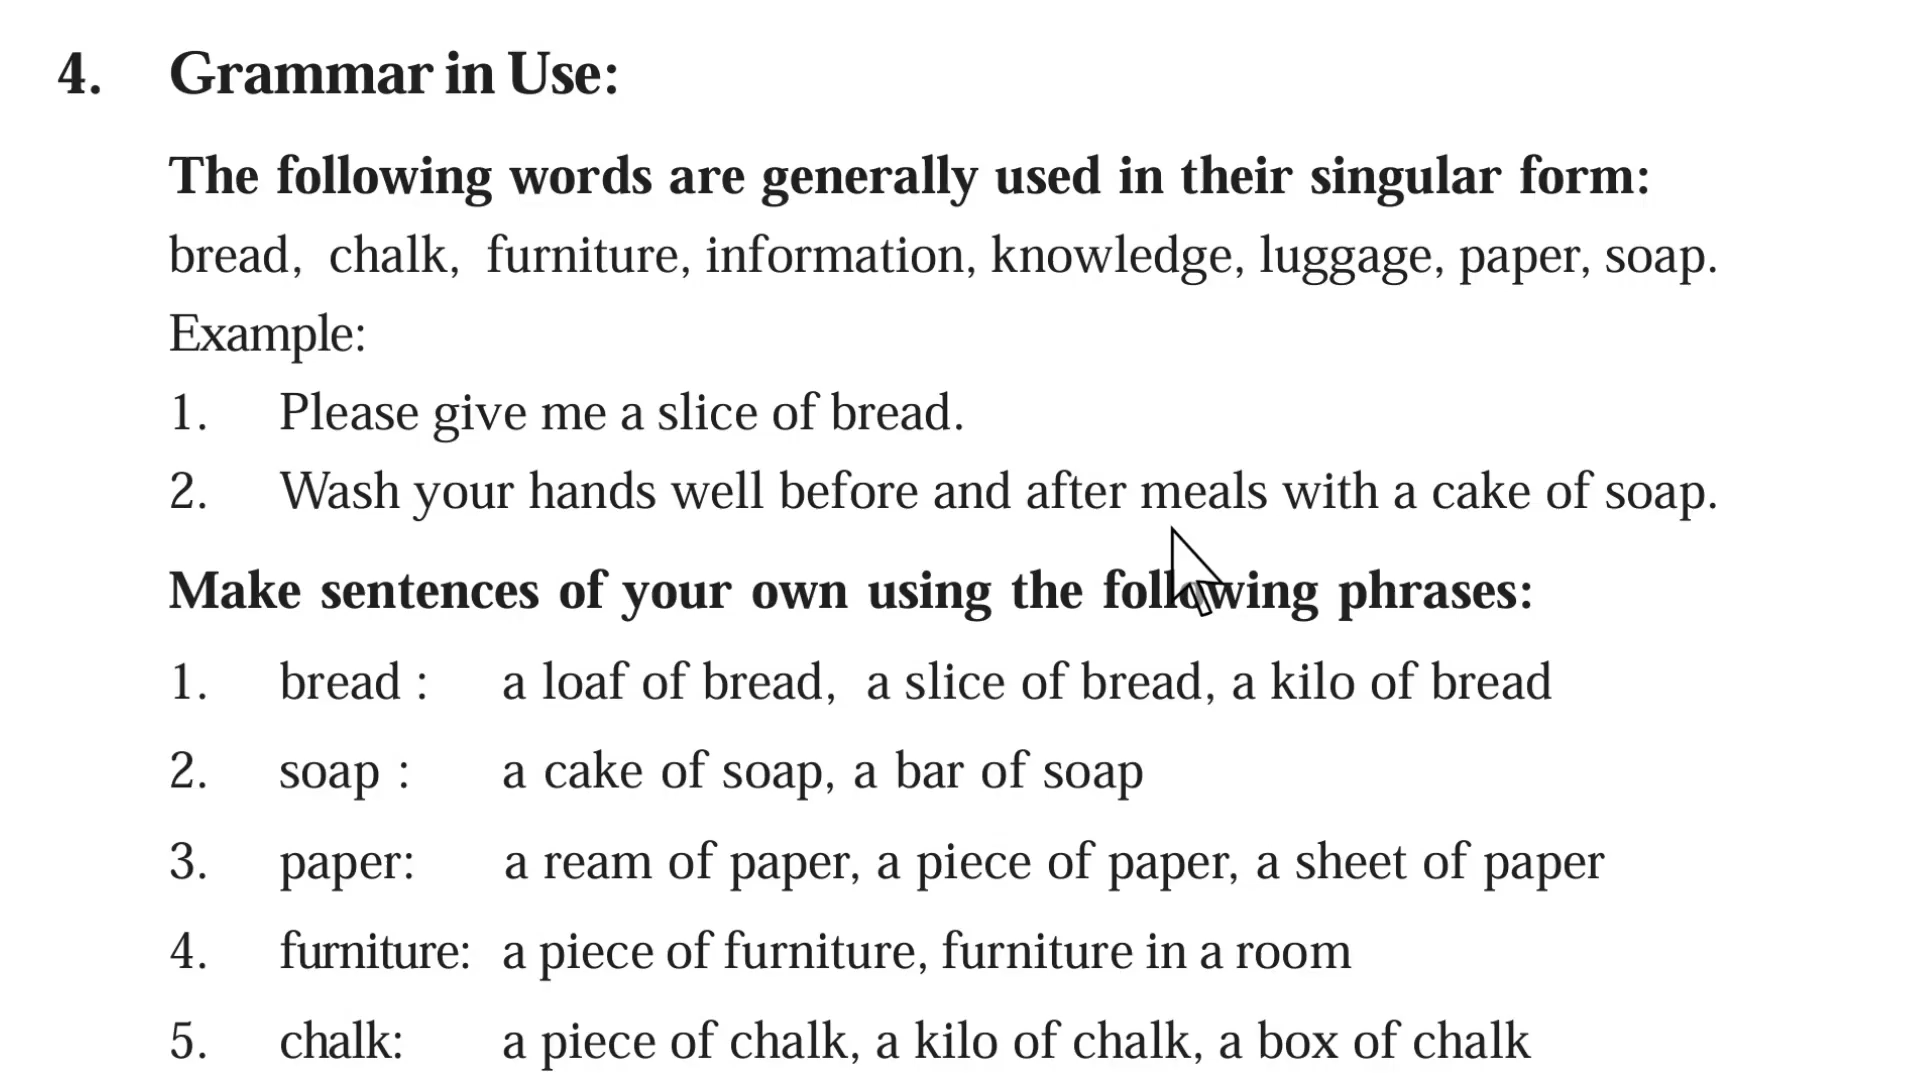 4. Grammar in Use:
The following words are generally used in their singular form:
bread, chalk, furniture, information, knowledge, luggage, paper, soap.
Example:
1. Please give me a slice of bread.
2. Wash your hands well before and after meals with a cake of soap.
Make sentences of your own using the following phrases:
1. bread : a loaf of bread, a slice of bread, a kilo of bread
2. soap : a cake of soap, a bar of soap
3. paper: a ream of paper, a piece of paper, a sheet of paper
4. furniture: a piece of furniture, furniture in a room
5. chalk: a piece of chalk, a kilo of chalk, a box of chalk